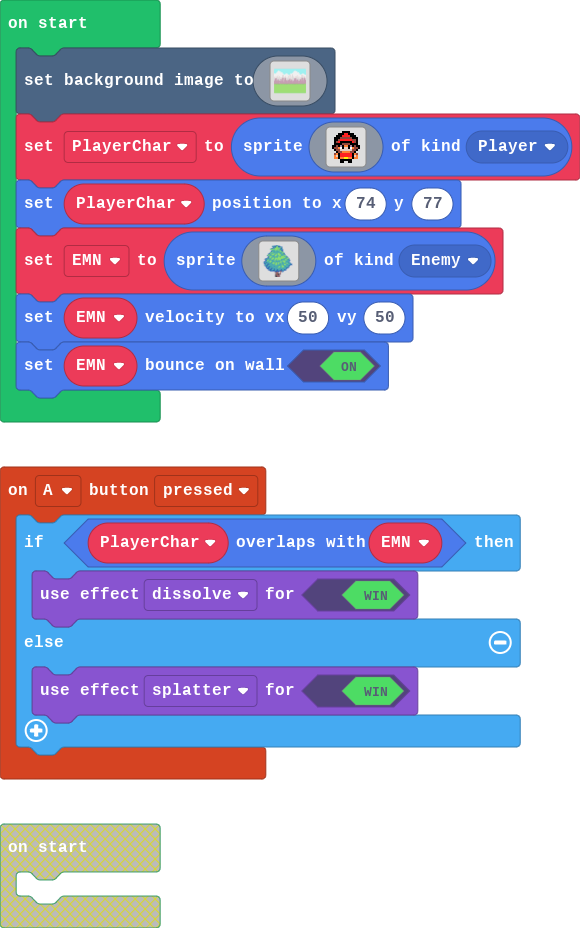 on start
set background image to
set PlayerChar to sprite of kind Player
set PlayerChar position to x 74 y 77
set EMN to sprite of kind Enemy
set EMN velocity to vx 50 vy 50
set EMN bounce on wall ON
on A button pressed
if PlayerChar overlaps with EMN then
use effect dissolve for WIN
else
use effect splatter for WIN
on start